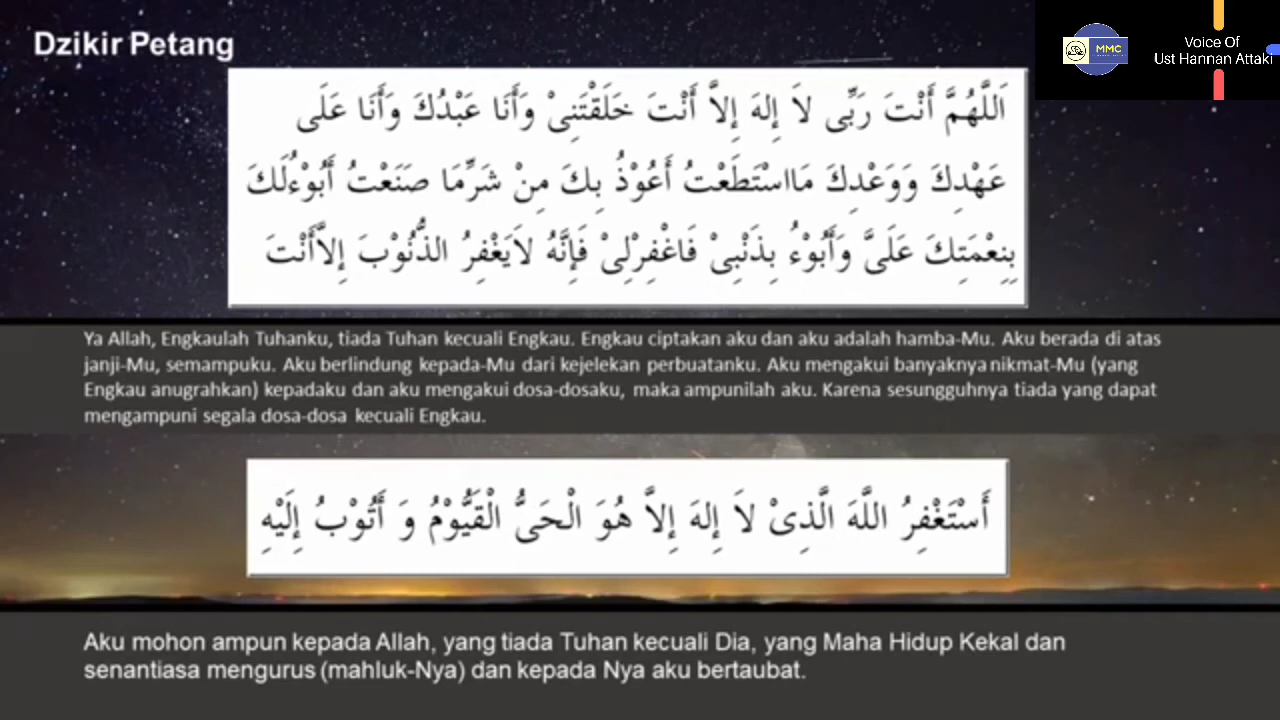 Dzikir Petang
MMC
Voice Of
Ust Hannan Attaki
اَللَّهُمَّ أَنْتَ رَبِّى لاَ إِلهَ إِلاَّ أَنْتَ خَلَقْتَنِىْ وَأَنَا عَبْدُكَ وَأَنَا عَلَى
عَهْدِكَ وَوَعْدِكَ مَااسْتَطَعْتُ أَعُوْذُ بِكَ مِنْ شَرِّمَا صَنَعْتُ أَبُوْءُلَكَ
بِنِعْمَتِكَ عَلَىَّ وَأَبُوْءُ بِذَنْبِىْ فَاغْفِرْلِىْ فَإِنَّهُ لاَيَغْفِرُ الذُّنُوْبَ إِلاَّأَنْتَ
Ya Allah, Engkaulah Tuhanku, tiada Tuhan kecuali Engkau. Engkau ciptakan aku dan aku adalah hamba-Mu. Aku berada di atas
janji-Mu, semampuku. Aku berlindung kepada-Mu dari kejelekan perbuatanku. Aku mengakui banyaknya nikmat-Mu (yang
Engkau anugrahkan) kepadaku dan aku mengakui dosa-dosaku, maka ampunilah aku. Karena sesungguhnya tiada yang dapat
mengampuni segala dosa-dosa kecuali Engkau.
أَسْتَغْفِرُ اللَّهَ الَّذِىْ لاَ إِلهَ إِلاَّ هُوَ الْحَىُّ الْقَيُّوْمُ وَ أَتُوْبُ إِلَيْهِ
Aku mohon ampun kepada Allah, yang tiada Tuhan kecuali Dia, yang Maha Hidup Kekal dan
senantiasa mengurus (mahluk-Nya) dan kepada Nya aku bertaubat.